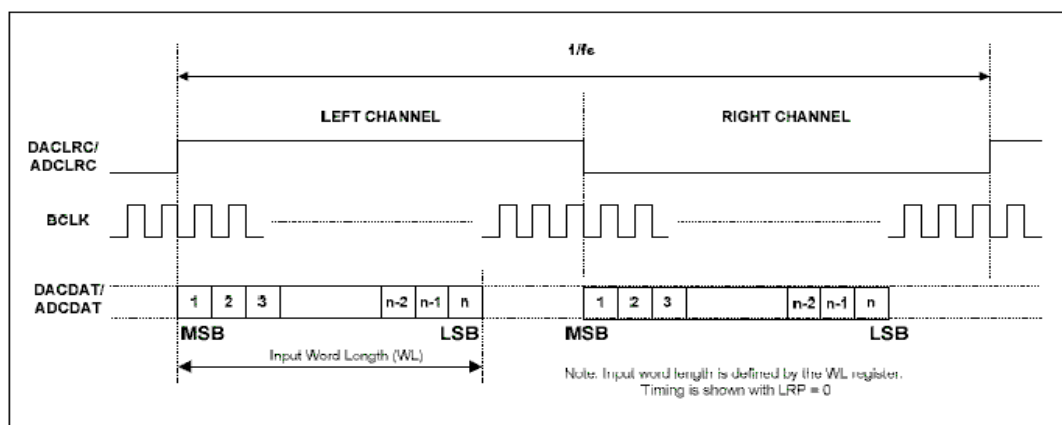 1/fs
LEFT CHANNEL RIGHT CHANNEL
DACLRC/
ADCLRC
BCLK
DACDAT/
ADCDAT
1 2 3 n-2 n-1 n 1 2 3 n-2 n-1 n
MSB LSB MSB LSB
Input Word Length (WL)
Note: Input word length is defined by the WL register.
Timing is shown with LRP = 0